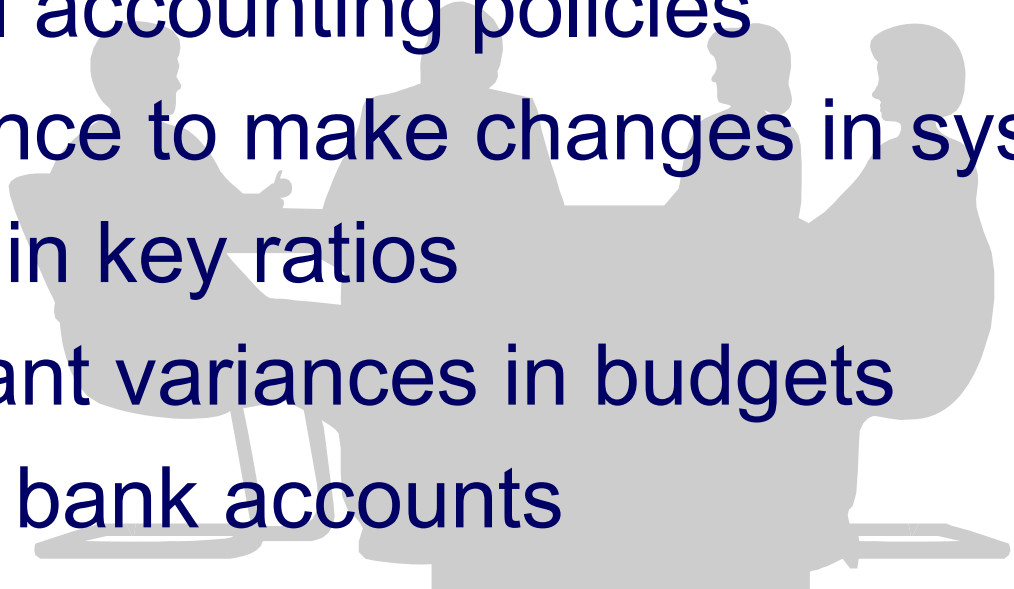 accounting policies
nce to make changes in sys
in key ratios
ant variances in budgets
bank accounts